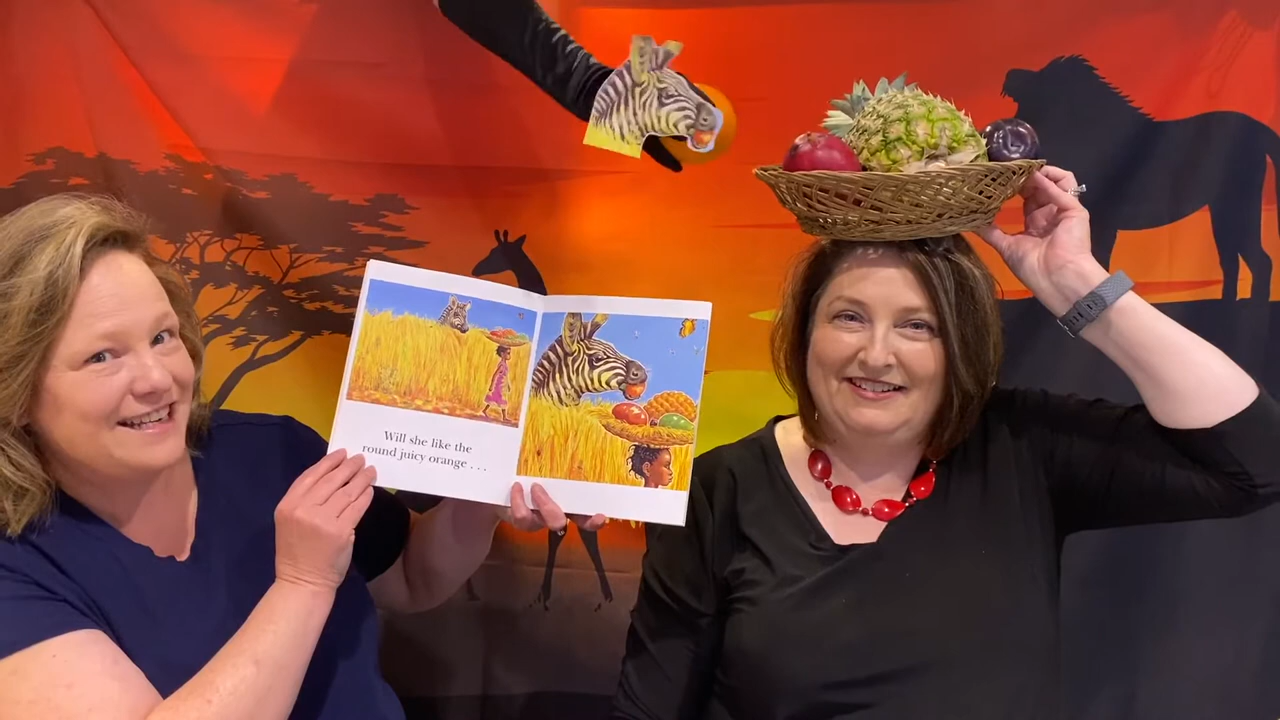 Will she like the
round juicy orange . . .